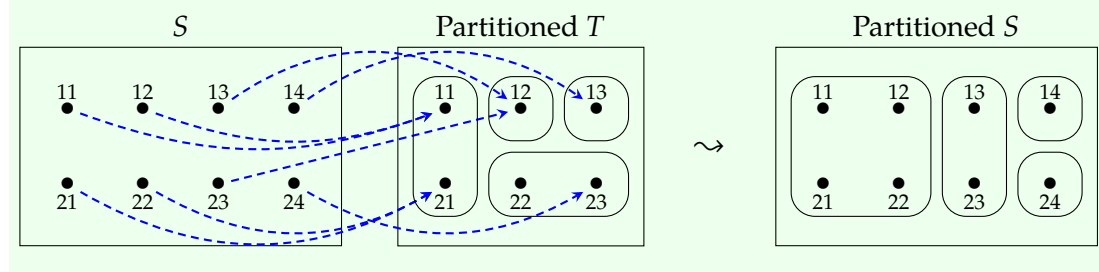 S Partitioned T Partitioned S
11 12 13 14 11 12 13 11 12 13 14
⇝
21 22 23 24 21 22 23 21 22 23 24